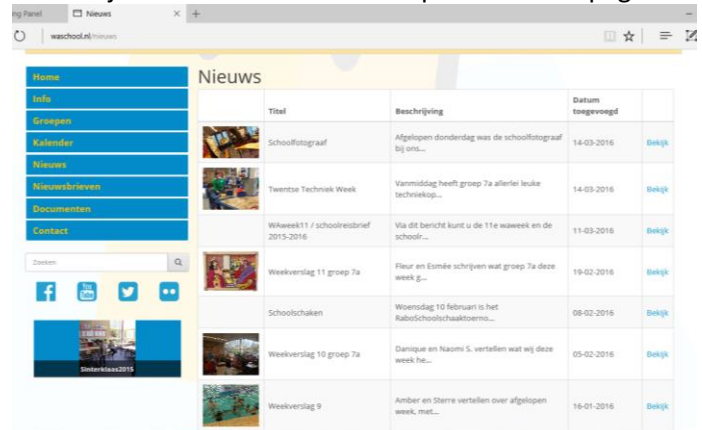 ng Panel
Nieuws
waschool.nl/nieuws
Home
Info
Groepen
Kalender
Nieuws
Nieuwsbrieven
Documenten
Contact
Zoeken
You
Tube
Sinterklaas2015
Nieuws
Titel Beschrijving Datum
toegevoegd
Schoolfotograaf Afgelopen donderdag was de schoolfotograaf
bij ons... 14-03-2016 Bekijk
Twentse Techniek Week Vanmiddag heeft groep 7a allerlei leuke
techniekop... 14-03-2016 Bekijk
WAweek11 / schoolreisbrief
2015-2016 Via dit bericht kunt u de 11e waweek en de
schoolr... 11-03-2016 Bekijk
Weekverslag 11 groep 7a Fleur en Esmée schrijven wat groep 7a deze
week g... 19-02-2016 Bekijk
Schoolschaken Woensdag 10 februari is het
RaboSchoolschaaktoerno... 08-02-2016 Bekijk
Weekverslag 10 groep 7a Danique en Naomi S. vertellen wat wij deze
week he... 05-02-2016 Bekijk
Weekverslag 9 Amber en Sterre vertellen over afgelopen
week, met... 16-01-2016 Bekijk